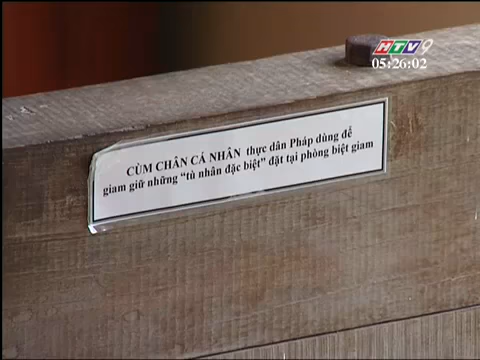 HTV9
05:26:02
CÙM CHÂN CÁ NHÂN thực dân Pháp dùng để
giam giữ những "tù nhân đặc biệt" đặt tại phòng biệt giam